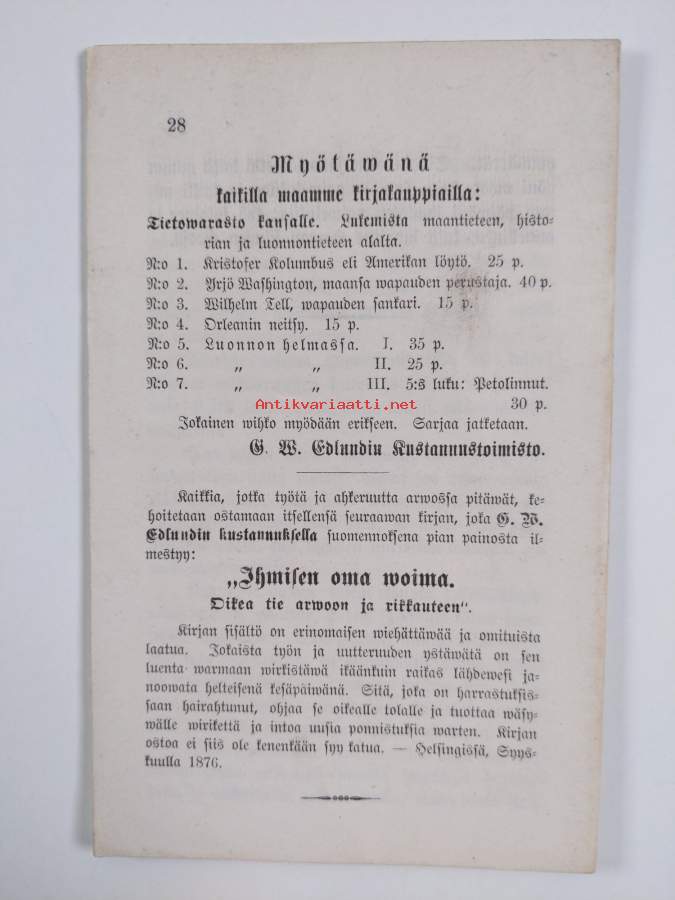 28
Myötäwänä
kaikilla maamme kirjakauppiailla:
Tietowarasto kansalle. Lukemista maantieteen, histo-
rian ja luonnontieteen alalta.
N:o 1. Kristofer Kolumbus eli Amerikan löytö. 25 p.
N:o 2. Yrjö Washington, maansa wapauden perustaja. 40 p.
N:o 3. Wilhelm Tell, wapauden sankari. 15 p.
N:o 4. Orleanin neitsy. 15 p.
N:o 5. Luonnon helmassa. I. 35 p.
N:o 6. „ „ II. 25 p.
N:o 7. „ „ III. 5:s luku: Petolinnut.
Antikvariaatti.net
30 p.
Jokainen wihko myödään erikseen. Sarjaa jatketaan.
G. W. Edlundin Kustannustoimisto.
Kaikkia, jotka työtä ja ahkeruutta arwossa pitäwät, ke-
hoitetaan ostamaan itsellensä seuraawan kirjan, joka G. W.
Edlundin kustannuksella suomennoksena pian painosta il-
mestyy:
„Ihmisen oma woima.
Oikea tie arwoon ja rikkauteen".
Kirjan sisältö on erinomaisen wiehättäwää ja omituista
laatua. Jokaista työn ja uutteruuden ystäwätä on sen
luenta warmaan wirkistäwä ikäänkuin raikas lähdewesi ja-
noowata helteisenä kesäpäiwänä. Sitä, joka on harrastuksis-
saan hairahtunut, ohjaa se oikealle tolalle ja tuottaa wäsy-
wälle wirikettä ja intoa uusia ponnistuksia warten. Kirjan
ostoa ei siis ole kenenkään syy katua. — Helsingissä, Syys-
kuulla 1876.